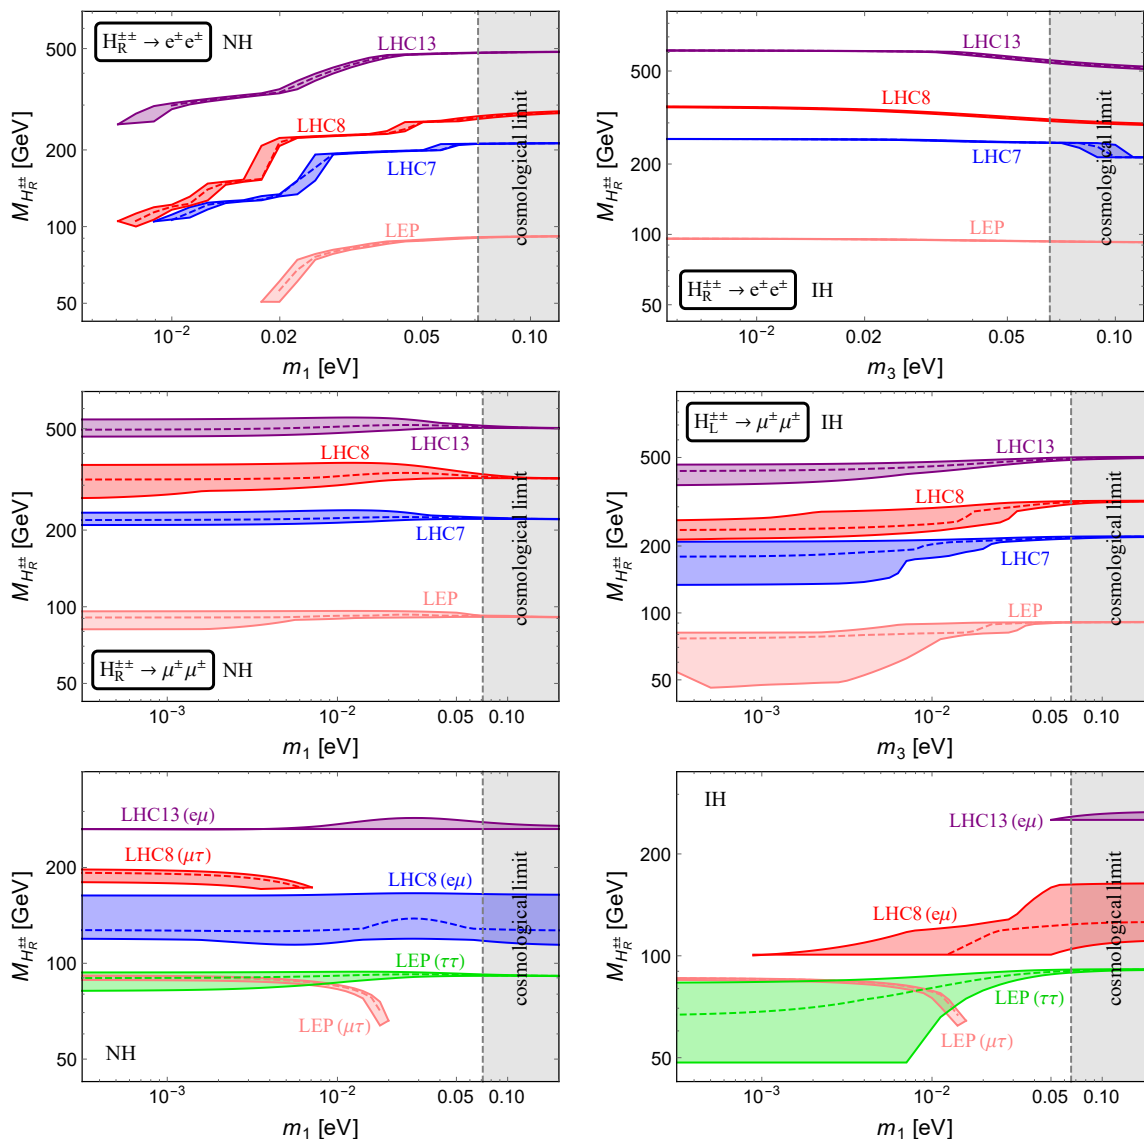 H_R^{±±} → e^± e^± NH
LHC13
LHC8
LHC7
LEP
cosmological limit
M_{H_R^{±±}} [GeV]
500
200
100
50
10^{-2}
0.02
0.05
0.10
m_1 [eV]
LHC13
LHC8
LHC7
LEP
H_R^{±±} → e^± e^± IH
cosmological limit
M_{H_R^{±±}} [GeV]
500
200
100
50
10^{-2}
0.02
0.05
0.10
m_3 [eV]
LHC13
LHC8
LHC7
LEP
H_R^{±±} → μ^± μ^± NH
cosmological limit
M_{H_R^{±±}} [GeV]
500
200
100
50
10^{-3}
10^{-2}
0.05
0.10
m_1 [eV]
H_L^{±±} → μ^± μ^± IH
LHC13
LHC8
LHC7
LEP
cosmological limit
M_{H_R^{±±}} [GeV]
500
200
100
50
10^{-3}
10^{-2}
0.05
0.10
m_3 [eV]
LHC13 (eμ)
LHC8 (μτ)
LHC8 (eμ)
LEP (ττ)
LEP (μτ)
NH
cosmological limit
M_{H_R^{±±}} [GeV]
200
100
50
10^{-3}
10^{-2}
0.05
0.10
m_1 [eV]
IH
LHC13 (eμ)
LHC8 (eμ)
LEP (ττ)
LEP (μτ)
cosmological limit
M_{H_R^{±±}} [GeV]
200
100
50
10^{-3}
10^{-2}
0.05
0.10
m_1 [eV]